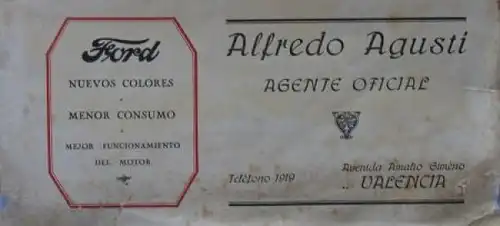 Ford
NUEVOS COLORES
MENOR CONSUMO
MEJOR FUNCIONAMIENTO
DEL MOTOR
Alfredo Agusti
AGENTE OFICIAL
Teléfono 1919
Avenida Amalio Gimeno
.. VALENCIA